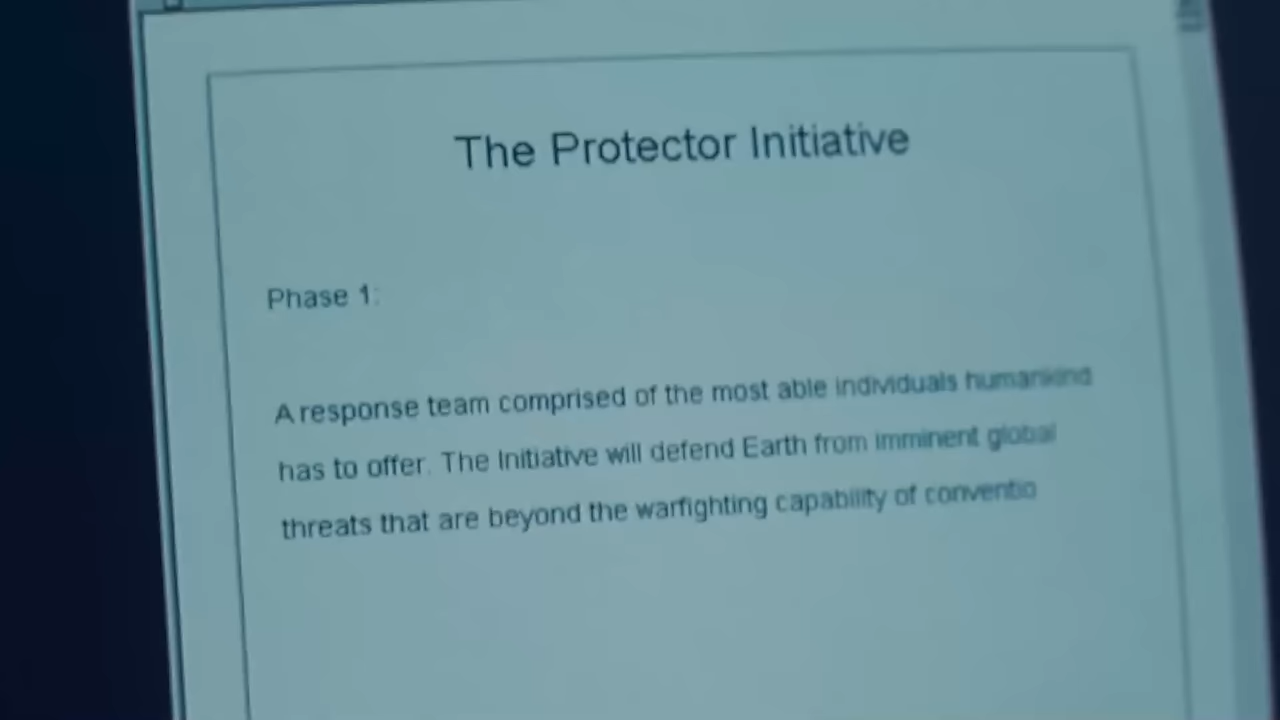 The Protector Initiative
Phase 1:
A response team comprised of the most able individuals humankind
has to offer. The Initiative will defend Earth from imminent global
threats that are beyond the warfighting capability of conventio